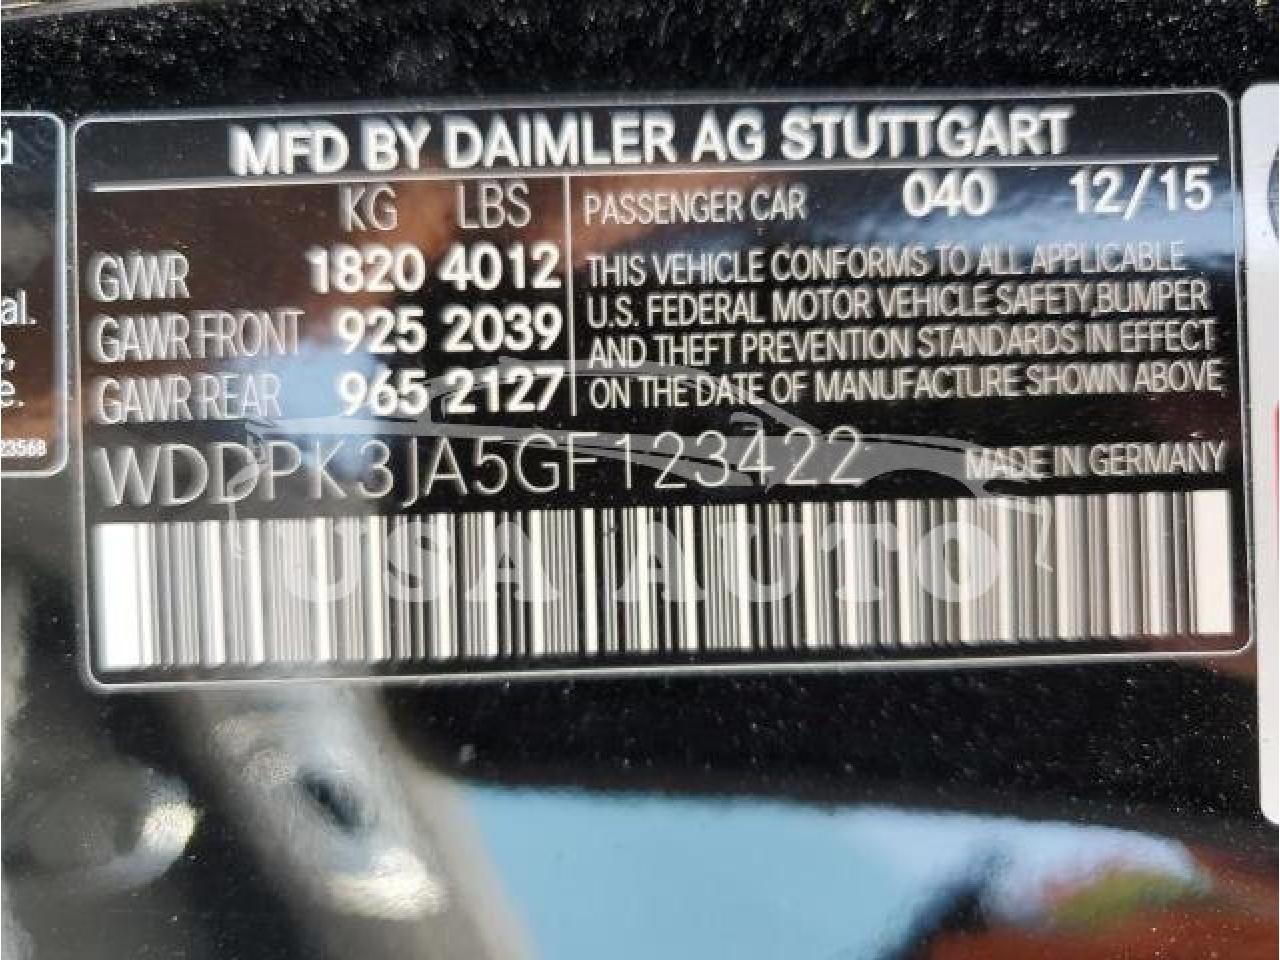 MFD BY DAIMLER AG STUTTGART
KG LBS
GVWR 1820 4012
GAWR FRONT 925 2039
GAWR REAR 965 2127
PASSENGER CAR 040 12/15
THIS VEHICLE CONFORMS TO ALL APPLICABLE
U.S. FEDERAL MOTOR VEHICLE SAFETY,BUMPER
AND THEFT PREVENTION STANDARDS IN EFFECT
ON THE DATE OF MANUFACTURE SHOWN ABOVE
WDDPK3JA5GF123422 MADE IN GERMANY
USA AUTO